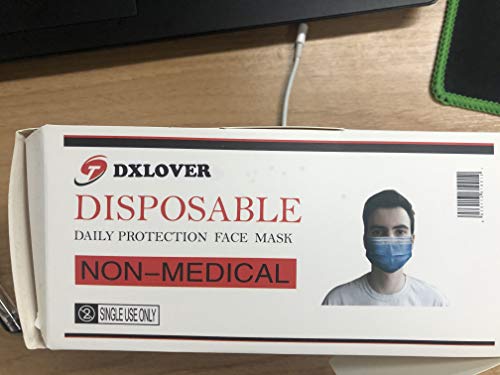 DXLOVER
DISPOSABLE
DAILY PROTECTION FACE MASK
NON-MEDICAL
SINGLE USE ONLY